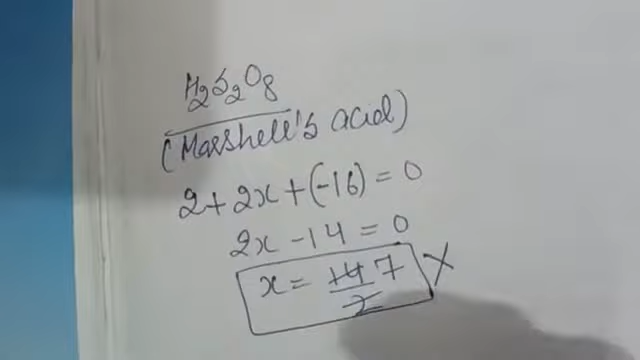 H₂S₂O₈
(Marshell's acid)
2+2x+(-16) = 0
2x -14 = 0
x = 14/2 7 X